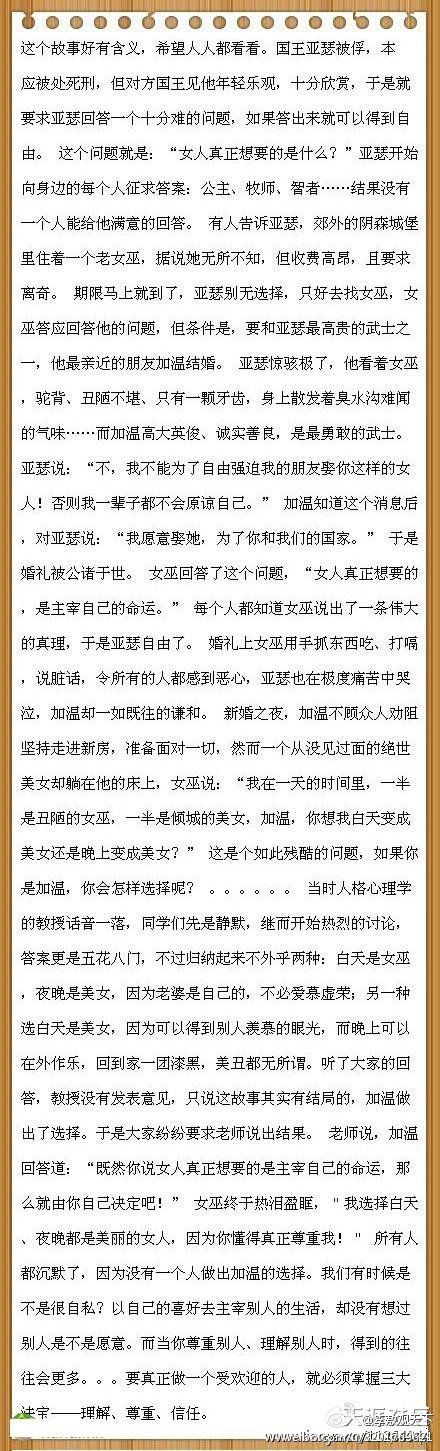 这个故事好有含义，希望人人都看看。国王亚瑟被俘，本
应被处死刑，但对方国王见他年轻乐观，十分欣赏，于是就
要求亚瑟回答一个十分难的问题，如果答出来就可以得到自
由。 这个问题就是：“女人真正想要的是什么？”亚瑟开始
向身边的每个人征求答案：公主、牧师、智者……结果没有
一个人能给他满意的回答。 有人告诉亚瑟，郊外的阴森城堡
里住着一个老女巫，据说她无所不知，但收费高昂，且要求
离奇。 期限马上就到了，亚瑟别无选择，只好去找女巫，女
巫答应回答他的问题，但条件是，要和亚瑟最高贵的武士之
一，他最亲近的朋友加温结婚。 亚瑟惊骇极了，他看着女巫
，驼背、丑陋不堪、只有一颗牙齿，身上散发着臭水沟难闻
的气味……而加温高大英俊、诚实善良，是最勇敢的武士。
亚瑟说：“不，我不能为了自由强迫我的朋友娶你这样的女
人！否则我一辈子都不会原谅自己。” 加温知道这个消息后
，对亚瑟说：“我愿意娶她，为了你和我们的国家。” 于是
婚礼被公诸于世。 女巫回答了这个问题，“女人真正想要的
，是主宰自己的命运。” 每个人都知道女巫说出了一条伟大
的真理，于是亚瑟自由了。 婚礼上女巫用手抓东西吃、打嗝
，说脏话，令所有的人都感到恶心，亚瑟也在极度痛苦中哭
泣，加温却一如既往的谦和。 新婚之夜，加温不顾众人劝阻
坚持走进新房，准备面对一切，然而一个从没见过面的绝世
美女却躺在他的床上，女巫说：“我在一天的时间里，一半
是丑陋的女巫，一半是倾城的美女，加温，你想我白天变成
美女还是晚上变成美女？” 这是个如此残酷的问题，如果你
是加温，你会怎样选择呢？ 。。。。。。 当时人格心理学
的教授话音一落，同学们先是静默，继而开始热烈的讨论，
答案更是五花八门，不过归纳起来不外乎两种：白天是女巫
，夜晚是美女，因为老婆是自己的，不必爱慕虚荣；另一种
选白天是美女，因为可以得到别人羡慕的眼光，而晚上可以
在外作乐，回到家一团漆黑，美丑都无所谓。听了大家的回
答，教授没有发表意见，只说这故事其实有结局的，加温做
出了选择。于是大家纷纷要求老师说出结果。 老师说，加温
回答道：“既然你说女人真正想要的是主宰自己的命运，那
么就由你自己决定吧！” 女巫终于热泪盈眶，＂我选择白天
、夜晚都是美丽的女人，因为你懂得真正尊重我！＂ 所有人
都沉默了，因为没有一个人做出加温的选择。我们有时候是
不是很自私？以自己的喜好去主宰别人的生活，却没有想过
别人是不是愿意。而当你尊重别人、理解别人时，得到的往
往会更多。。。要真正做一个受欢迎的人，就必须掌握三大
法宝——理解、尊重、信任。